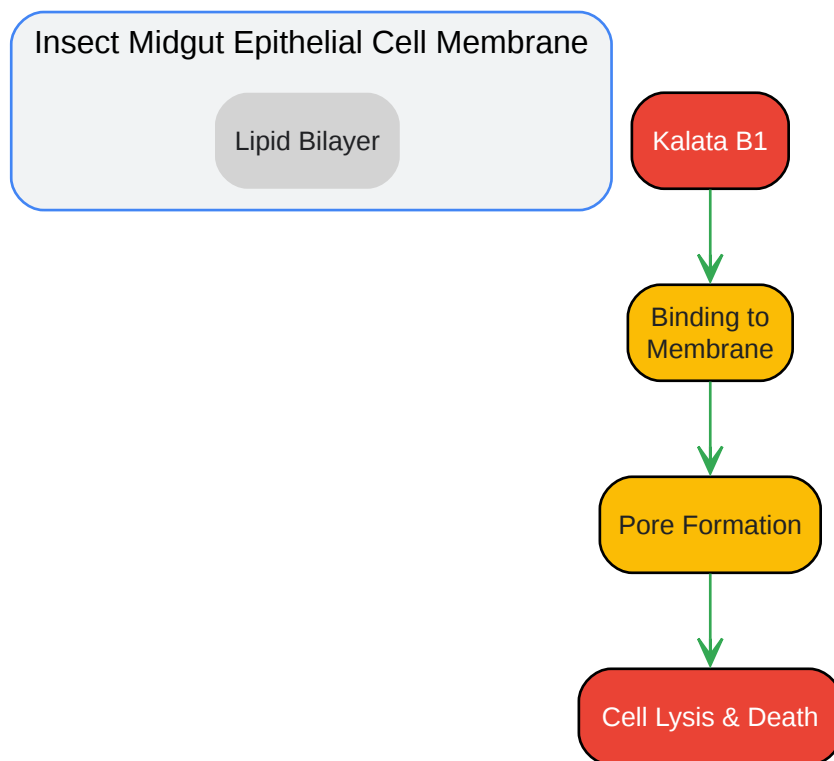 Insect Midgut Epithelial Cell Membrane
Lipid Bilayer
Kalata B1
Binding to
Membrane
Pore Formation
Cell Lysis & Death